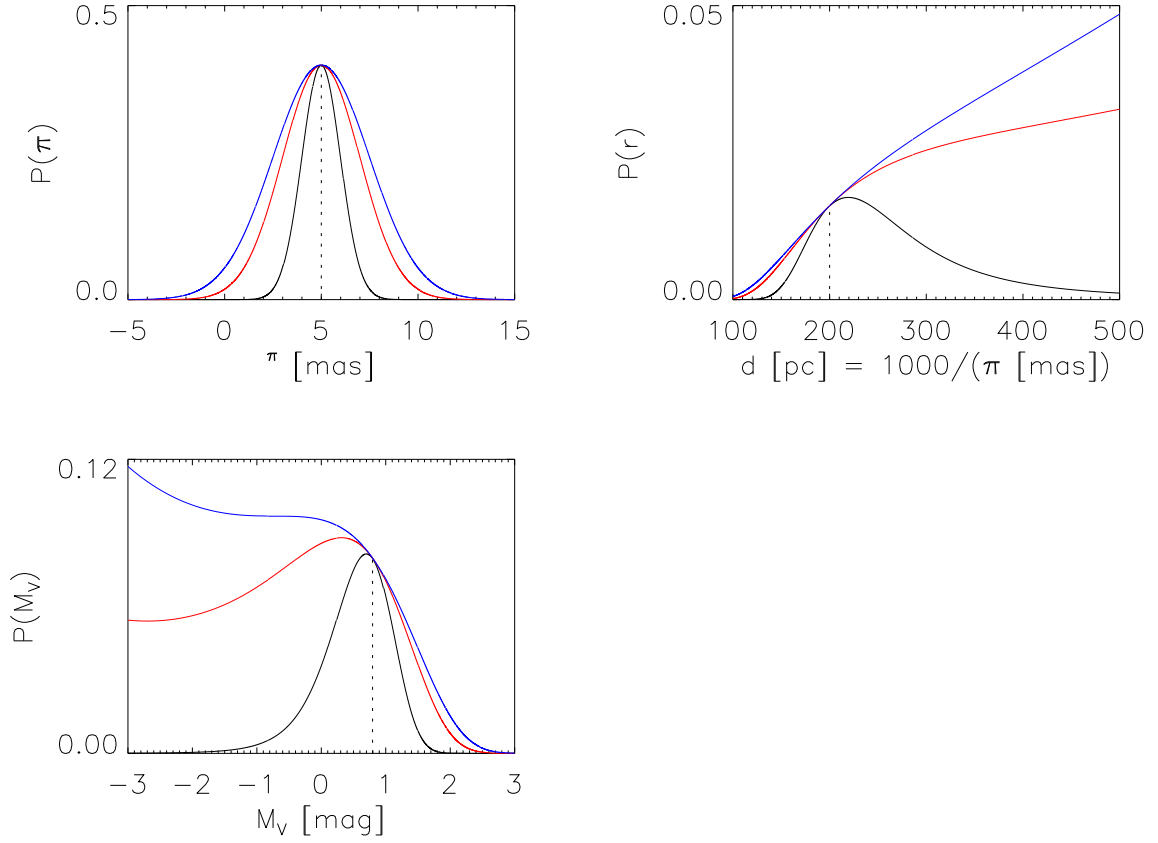 0.5
P(π)
0.0
−5 0 5 10 15
π [mas]
0.05
P(r)
0.00
100 200 300 400 500
d [pc] = 1000/(π [mas])
0.12
P(M_V)
0.00
−3 −2 −1 0 1 2 3
M_V [mag]